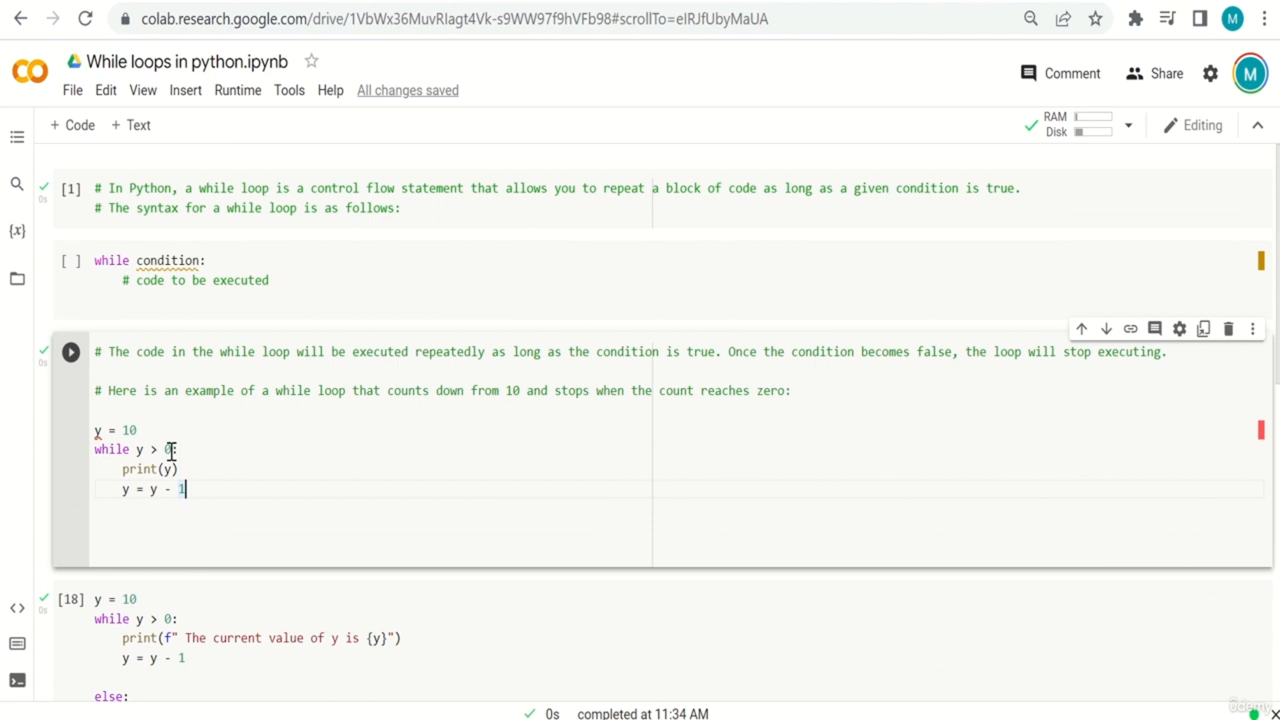 colab.research.google.com/drive/1VbWx36MuvRIagt4Vk-s9WW97f9hVFb98#scrollTo=eIRJfUbyMaUA
M
CO
While loops in python.ipynb
File Edit View Insert Runtime Tools Help All changes saved
Comment Share M
+ Code + Text
RAM
Disk
Editing
[1] # In Python, a while loop is a control flow statement that allows you to repeat a block of code as long as a given condition is true.
0s
# The syntax for a while loop is as follows:
{x}
[ ] while condition:
# code to be executed
# The code in the while loop will be executed repeatedly as long as the condition is true. Once the condition becomes false, the loop will stop executing.
0s
# Here is an example of a while loop that counts down from 10 and stops when the count reaches zero:
y = 10
while y > 0:
print(y)
y = y - 1
[18] y = 10
0s
while y > 0:
print(f" The current value of y is {y}")
y = y - 1
else:
0s completed at 11:34 AM
ûdemy